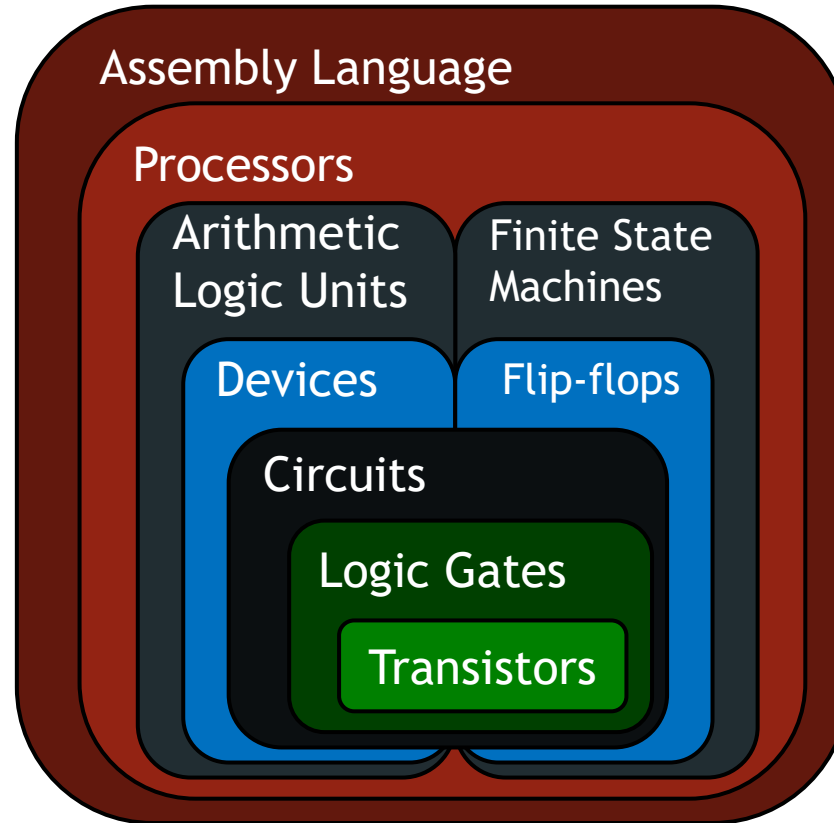 Assembly Language
Processors
Arithmetic
Logic Units
Finite State
Machines
Devices
Flip-flops
Circuits
Logic Gates
Transistors